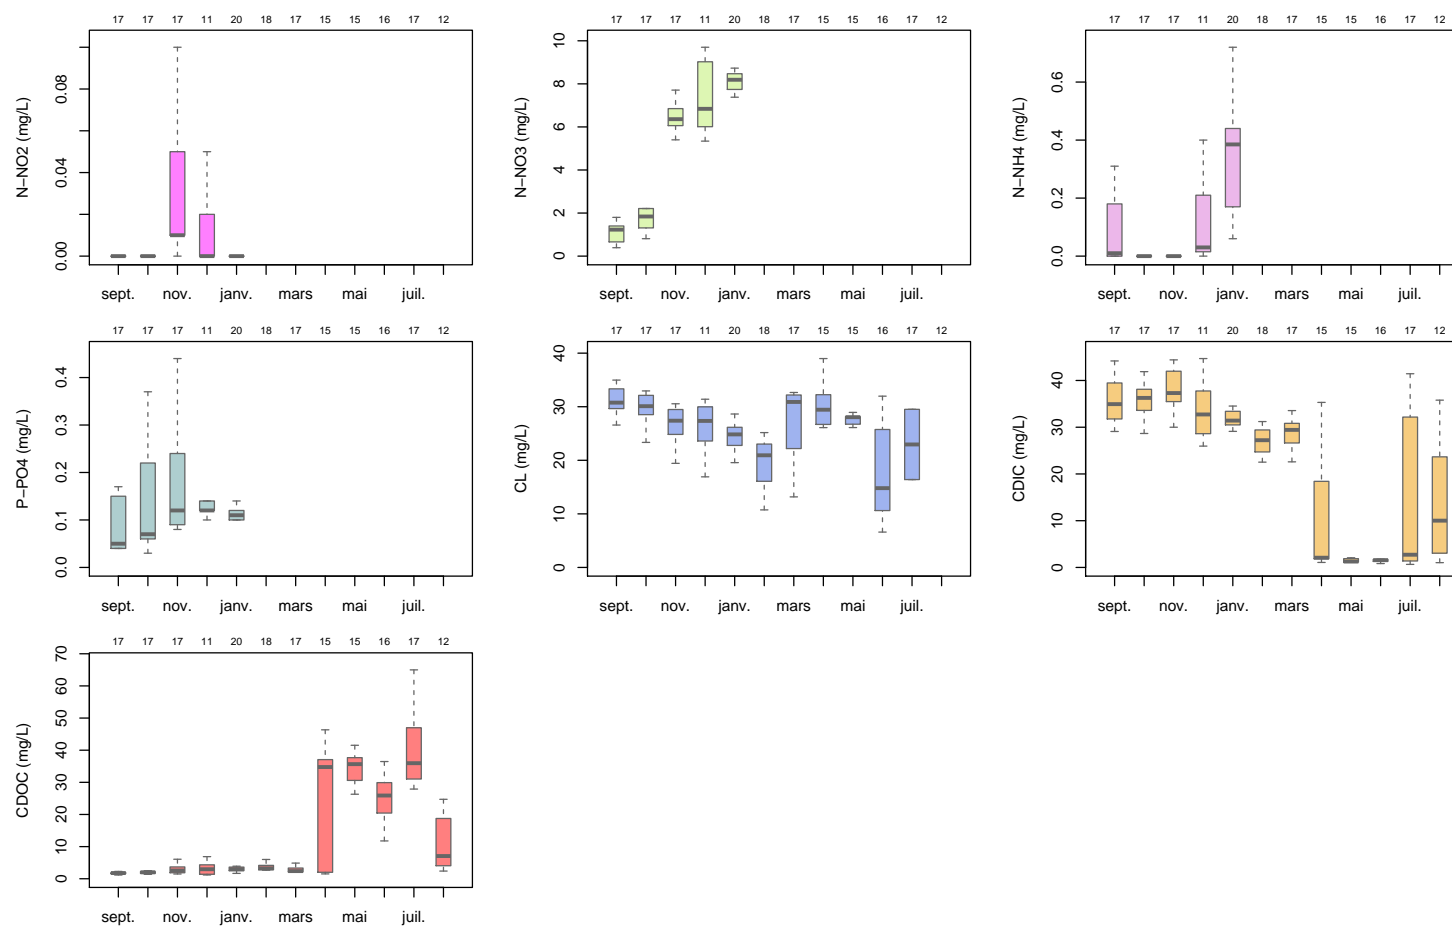 17 17 17 11 20 18 17 15 15 16 17 12
N−NO2 (mg/L)
0.00 0.04 0.08
sept. nov. janv. mars mai juil.
17 17 17 11 20 18 17 15 15 16 17 12
N−NO3 (mg/L)
0 2 4 6 8 10
sept. nov. janv. mars mai juil.
17 17 17 11 20 18 17 15 15 16 17 12
N−NH4 (mg/L)
0.0 0.2 0.4 0.6
sept. nov. janv. mars mai juil.
17 17 17 11 20 18 17 15 15 16 17 12
P−PO4 (mg/L)
0.0 0.1 0.2 0.3 0.4
sept. nov. janv. mars mai juil.
17 17 17 11 20 18 17 15 15 16 17 12
CL (mg/L)
0 10 20 30 40
sept. nov. janv. mars mai juil.
17 17 17 11 20 18 17 15 15 16 17 12
CDIC (mg/L)
0 10 20 30 40
sept. nov. janv. mars mai juil.
17 17 17 11 20 18 17 15 15 16 17 12
CDOC (mg/L)
0 10 20 30 40 50 60 70
sept. nov. janv. mars mai juil.